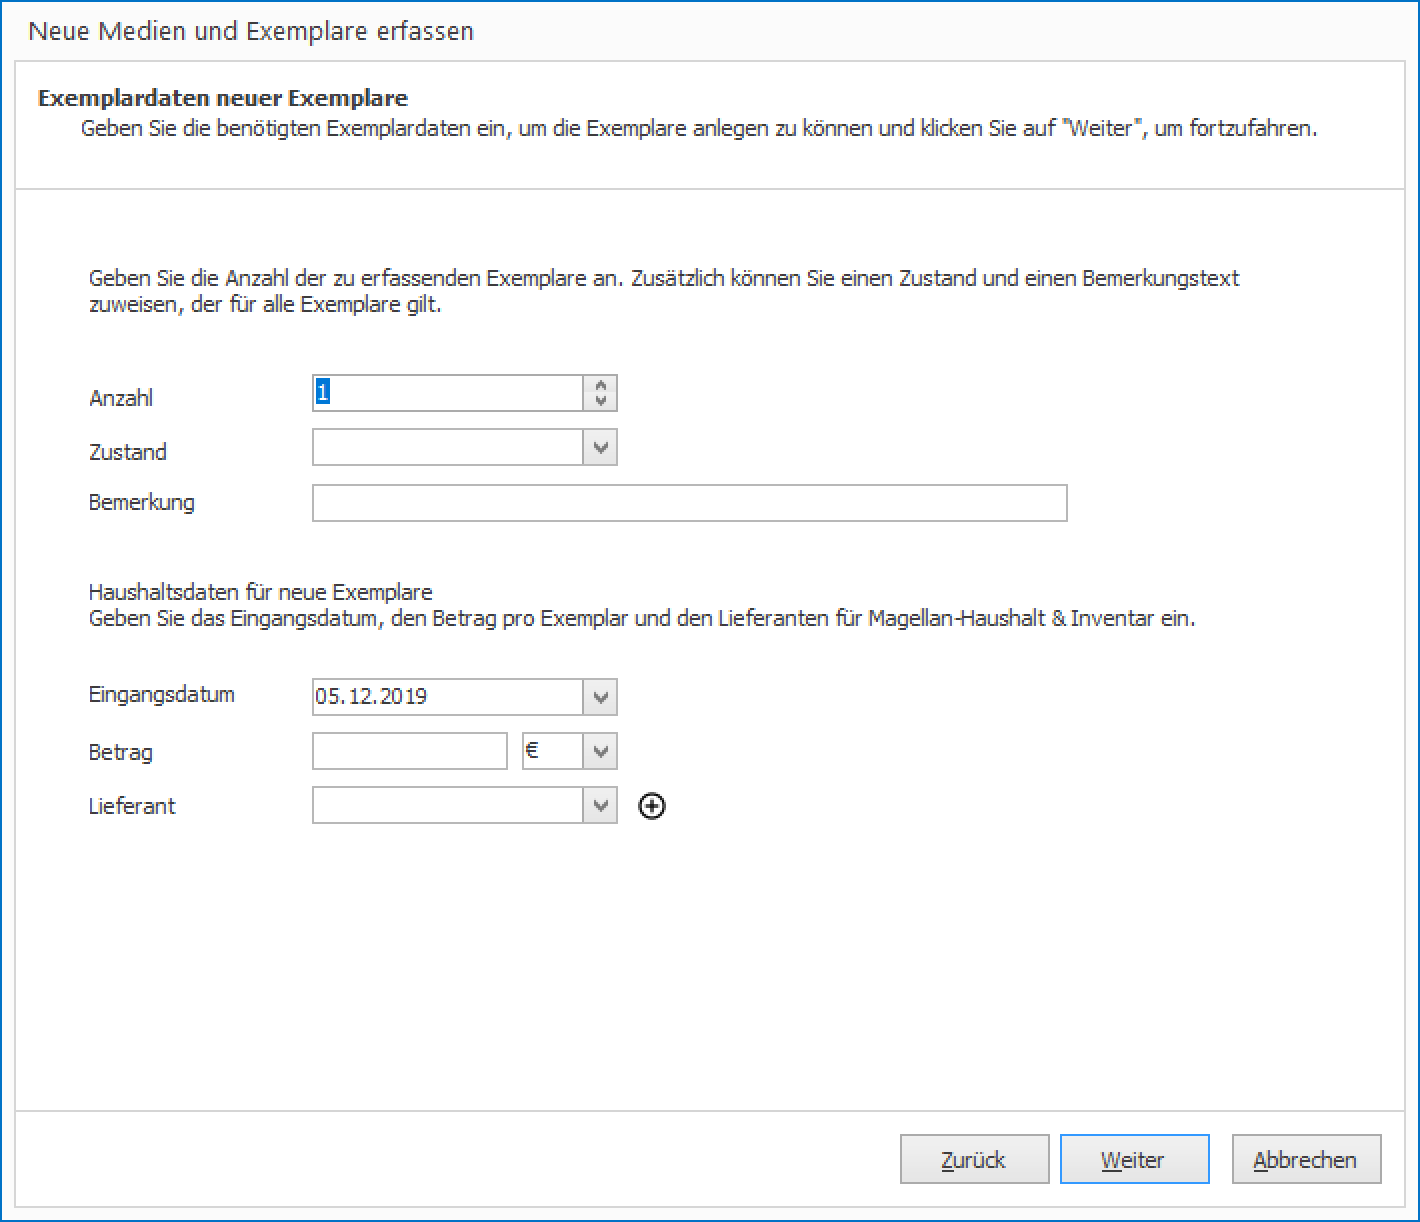 Neue Medien und Exemplare erfassen
Exemplardaten neuer Exemplare
Geben Sie die benötigten Exemplardaten ein, um die Exemplare anlegen zu können und klicken Sie auf "Weiter", um fortzufahren.
Geben Sie die Anzahl der zu erfassenden Exemplare an. Zusätzlich können Sie einen Zustand und einen Bemerkungstext
zuweisen, der für alle Exemplare gilt.
Anzahl 1
Zustand
Bemerkung
Haushaltsdaten für neue Exemplare
Geben Sie das Eingangsdatum, den Betrag pro Exemplar und den Lieferanten für Magellan-Haushalt & Inventar ein.
Eingangsdatum 05.12.2019
Betrag €
Lieferant
Zurück Weiter Abbrechen